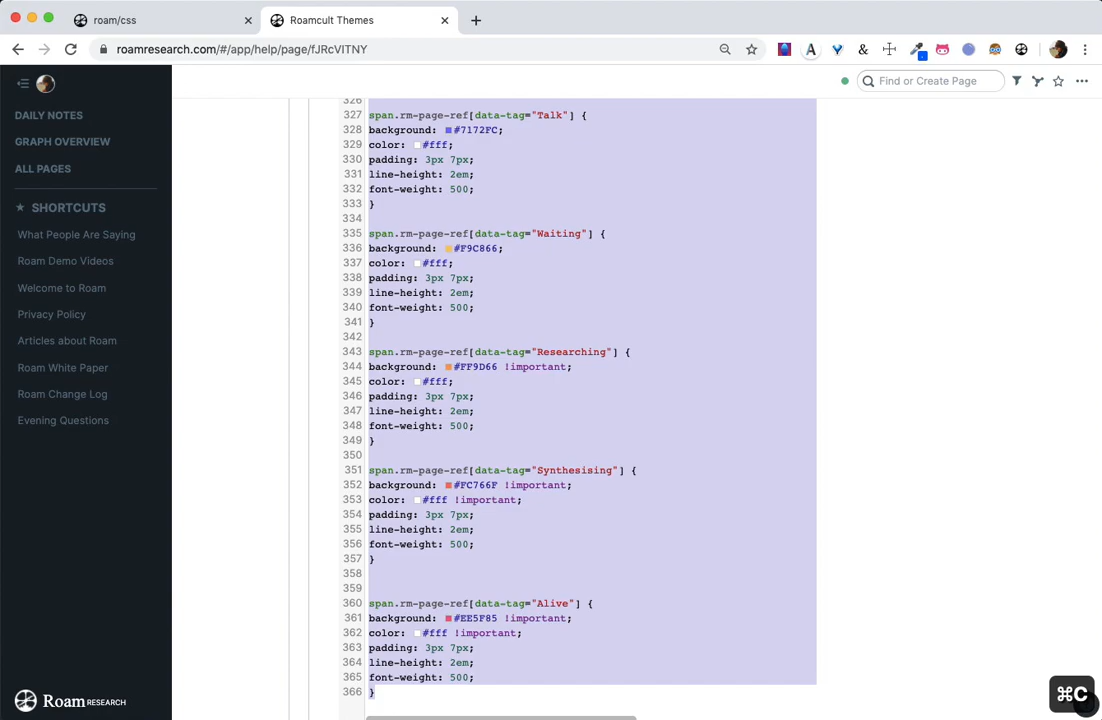 roam/css
Roamcult Themes
roamresearch.com/#/app/help/page/fJRcVITNY
DAILY NOTES
GRAPH OVERVIEW
ALL PAGES
★ SHORTCUTS
What People Are Saying
Roam Demo Videos
Welcome to Roam
Privacy Policy
Articles about Roam
Roam White Paper
Roam Change Log
Evening Questions
Roam RESEARCH
Find or Create Page
326
327 span.rm-page-ref[data-tag="Talk"] {
328 background: #7172FC;
329 color: #fff;
330 padding: 3px 7px;
331 line-height: 2em;
332 font-weight: 500;
333 }
334
335 span.rm-page-ref[data-tag="Waiting"] {
336 background: #F9C866;
337 color: #fff;
338 padding: 3px 7px;
339 line-height: 2em;
340 font-weight: 500;
341 }
342
343 span.rm-page-ref[data-tag="Researching"] {
344 background: #FF9D66 !important;
345 color: #fff;
346 padding: 3px 7px;
347 line-height: 2em;
348 font-weight: 500;
349 }
350
351 span.rm-page-ref[data-tag="Synthesising"] {
352 background: #FC766F !important;
353 color: #fff !important;
354 padding: 3px 7px;
355 line-height: 2em;
356 font-weight: 500;
357 }
358
359
360 span.rm-page-ref[data-tag="Alive"] {
361 background: #EE5F85 !important;
362 color: #fff !important;
363 padding: 3px 7px;
364 line-height: 2em;
365 font-weight: 500;
366 }
⌘C